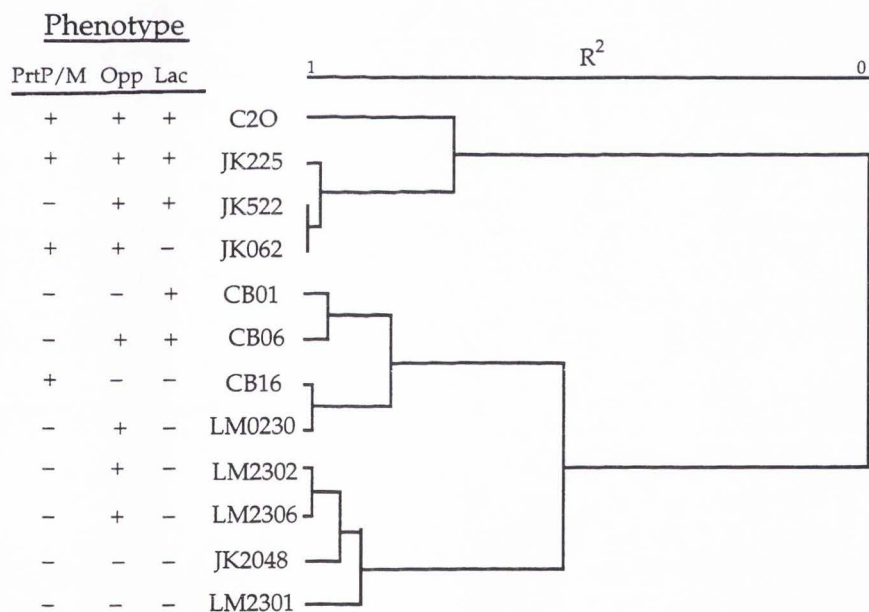 Phenotype
R²
1 0
PrtP/M Opp Lac
+ + + C2O
+ + + JK225
– + + JK522
+ + – JK062
– – + CB01
– + + CB06
+ – – CB16
– + – LM0230
– + – LM2302
– + – LM2306
– – – JK2048
– – – LM2301